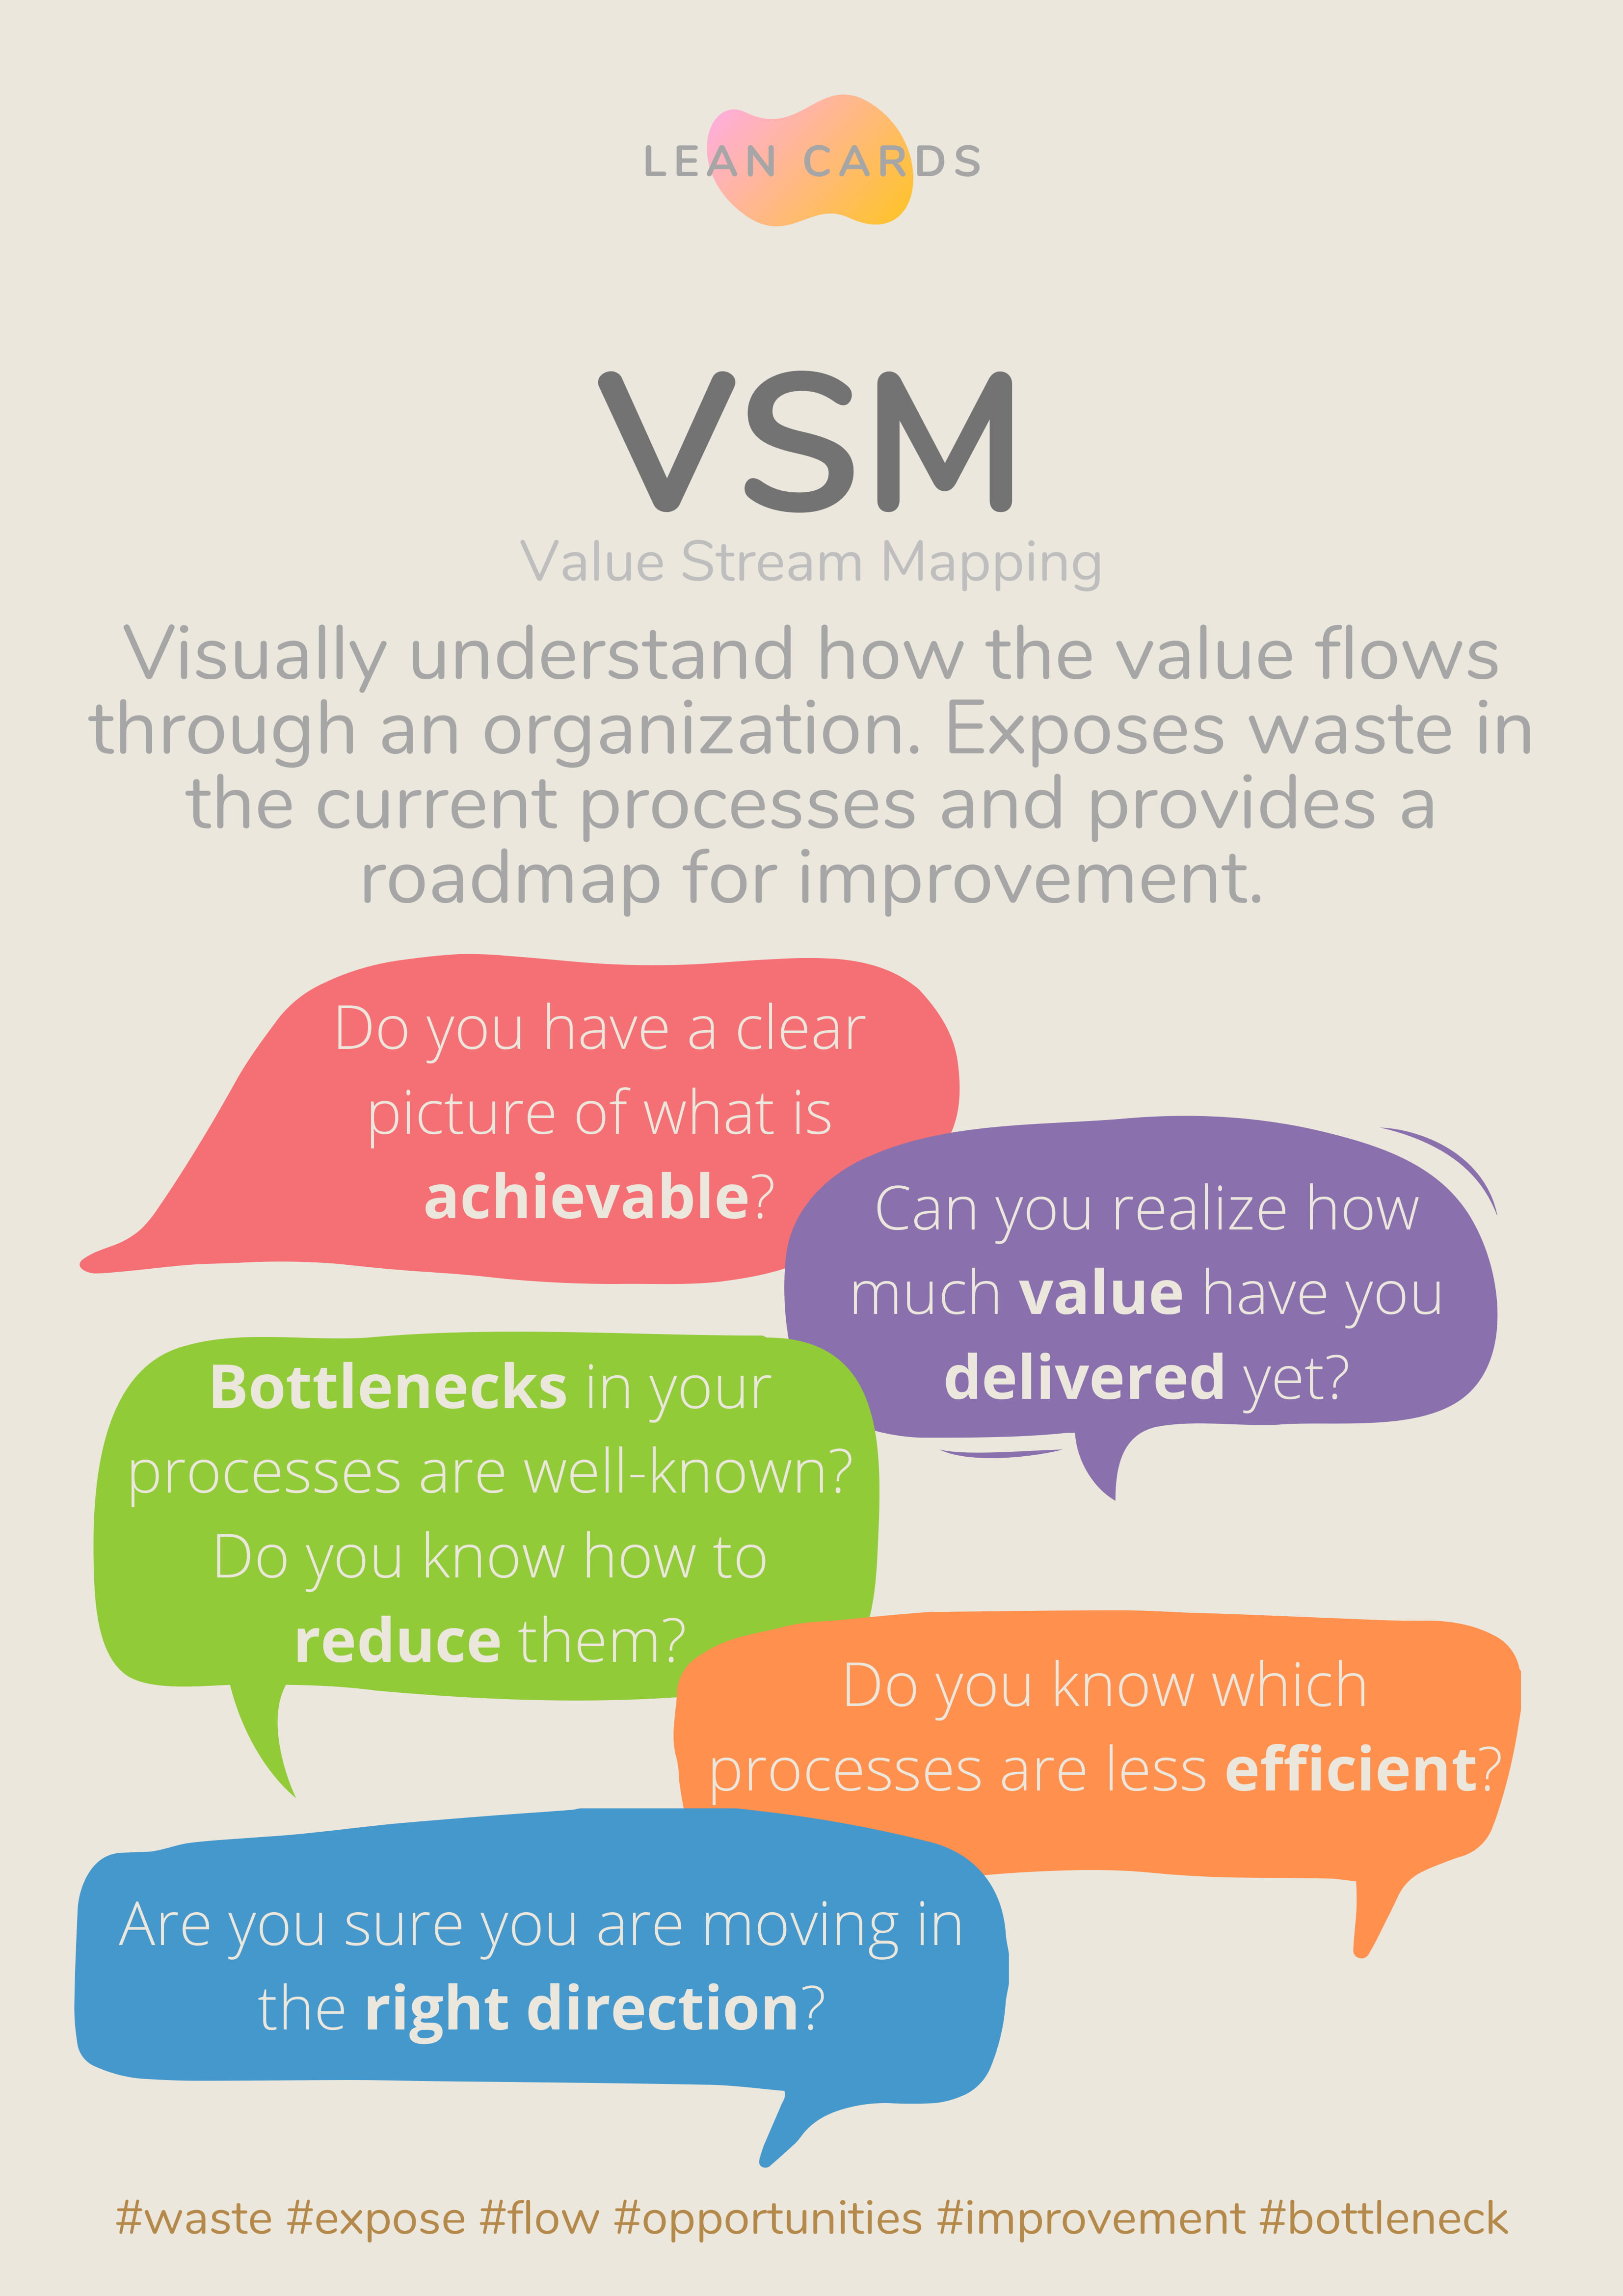 LEAN CARDS
VSM
Value Stream Mapping
Visually understand how the value flows
through an organization. Exposes waste in
the current processes and provides a
roadmap for improvement.
Do you have a clear
picture of what is
achievable?
Can you realize how
much value have you
delivered yet?
Bottlenecks in your
processes are well-known?
Do you know how to
reduce them?
Do you know which
processes are less efficient?
Are you sure you are moving in
the right direction?
#waste #expose #flow #opportunities #improvement #bottleneck